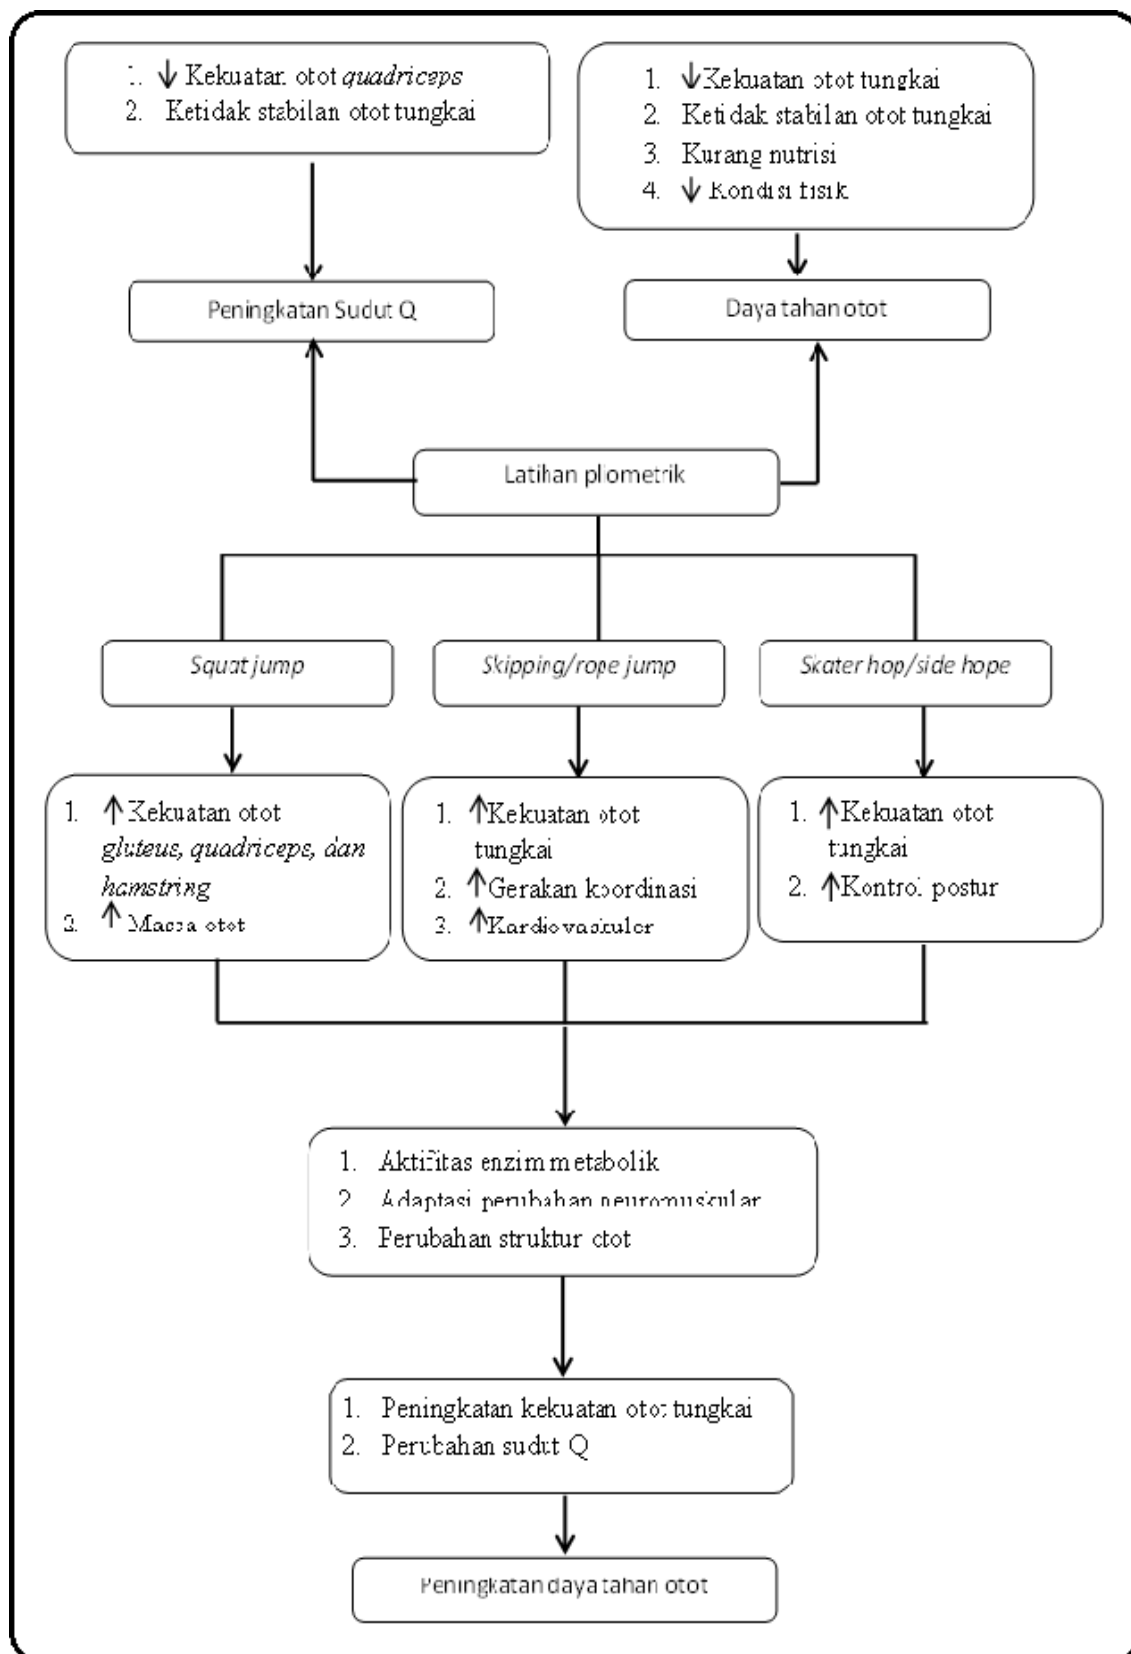 1. ↓ Kekuatan otot quadriceps
2. Ketidak stabilan otot tungkai
1. ↓Kekuatan otot tungkai
2. Ketidak stabilan otot tungkai
3. Kurang nutrisi
4. ↓ Kondisi fisik
Peningkatan Sudut Q
Daya tahan otot
Latihan pliometrik
Squat jump
Skipping/rope jump
Skater hop/side hope
1. ↑Kekuatan otot
gluteus, quadriceps, dan
hamstring
2. ↑ Massa otot
1. ↑Kekuatan otot
tungkai
2. ↑Gerakan koordinasi
3. ↑Kardiovaskuler
1. ↑Kekuatan otot
tungkai
2. ↑Kontrol postur
1. Aktifitas enzim metabolik
2. Adaptasi perubahan neuromuskular
3. Perubahan struktur otot
1. Peningkatan kekuatan otot tungkai
2. Perubahan sudut Q
Peningkatan daya tahan otot